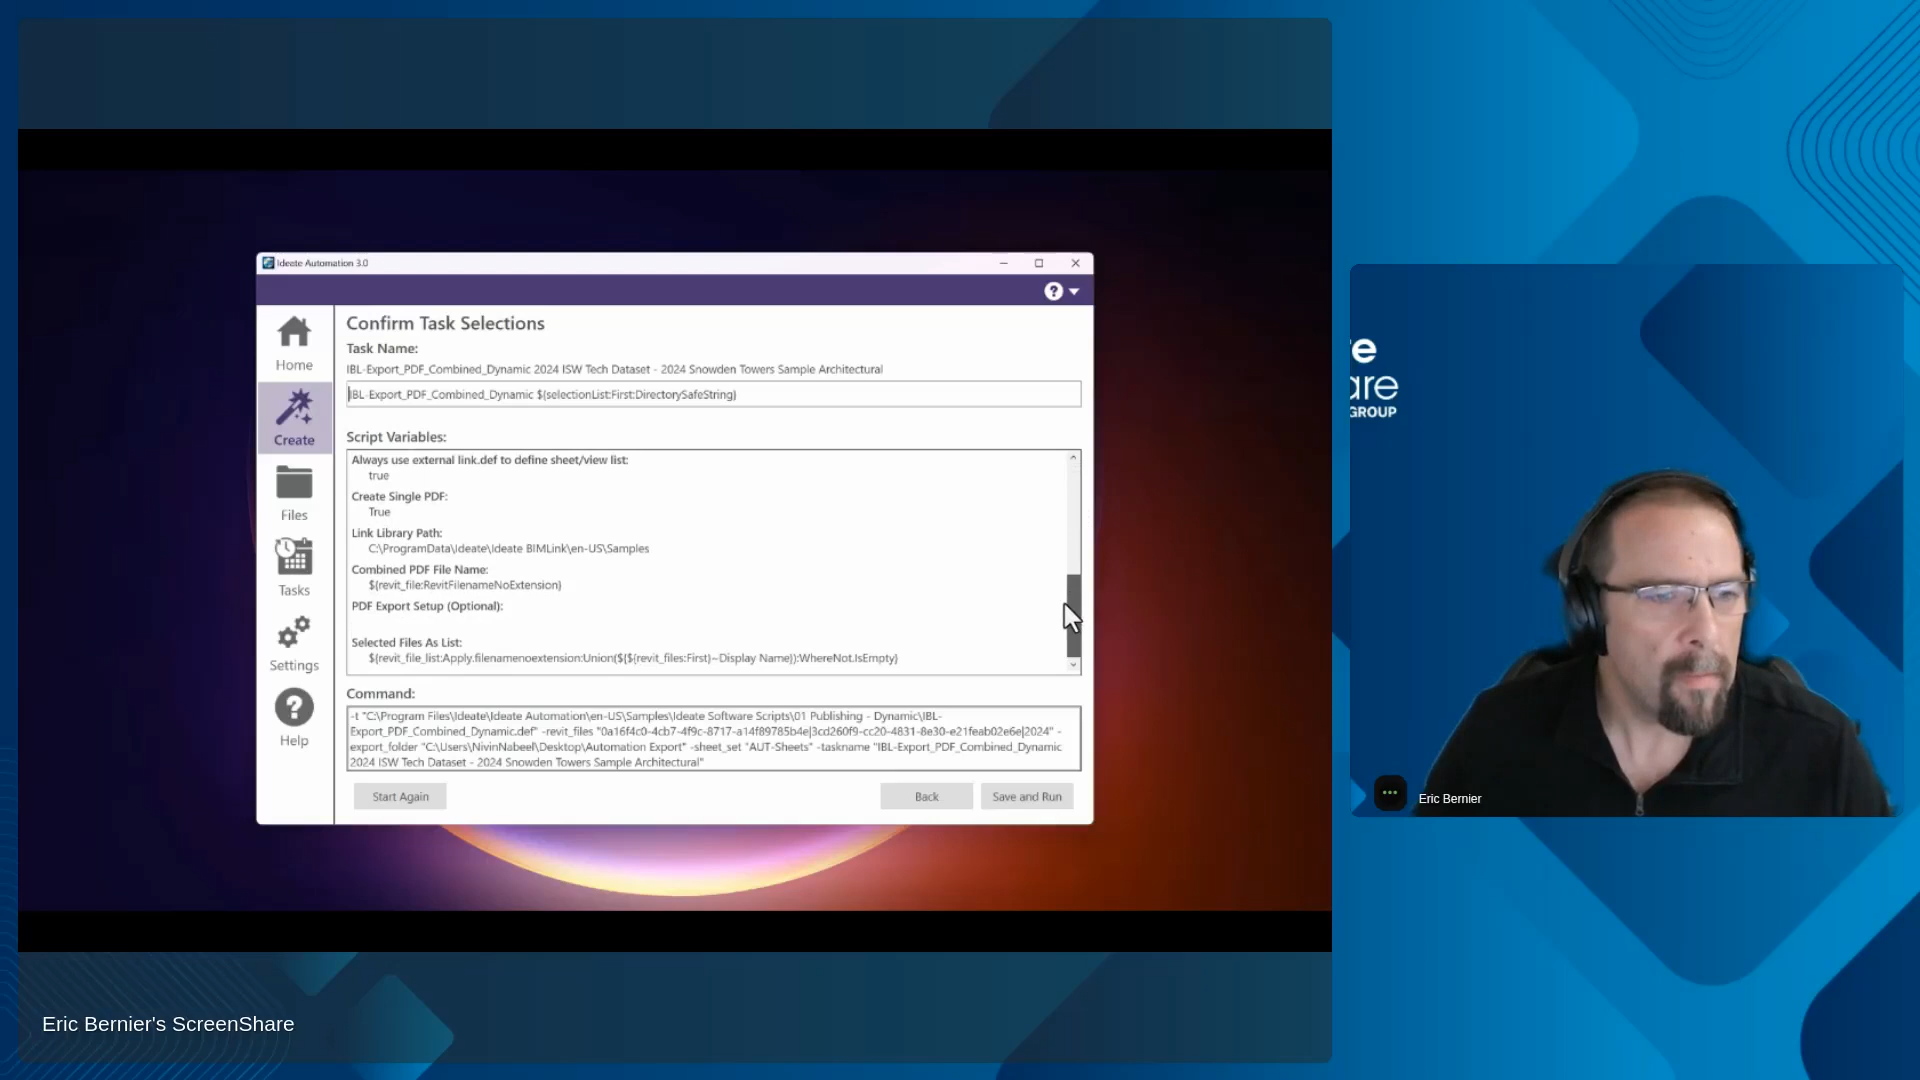 Ideate Automation 3.0
Confirm Task Selections
Task Name:
IBL-Export_PDF_Combined_Dynamic 2024 ISW Tech Dataset - 2024 Snowden Towers Sample Architectural
IBL-Export_PDF_Combined_Dynamic ${selectionList:First:DirectorySafeString}
Home
Create
Files
Tasks
Settings
Help
Script Variables:
Always use external link.def to define sheet/view list:
true
Create Single PDF:
True
Link Library Path:
C:\ProgramData\Ideate\Ideate BIMLink\en-US\Samples
Combined PDF File Name:
${revit_file:RevitFilenameNoExtension}
PDF Export Setup (Optional):
Selected Files As List:
${revit_file_list:Apply.filenamenoextension:Union(${${revit_files:First}~Display Name}):WhereNot.IsEmpty}
Command:
-t "C:\Program Files\Ideate\Ideate Automation\en-US\Samples\Ideate Software Scripts\01 Publishing - Dynamic\IBL-
Export_PDF_Combined_Dynamic.def" -revit_files "0a16f4c0-4cb7-4f9c-8717-a14f89785b4e|3cd260f9-cc20-4831-8e30-e21feab02e6e|2024" -
export_folder "C:\Users\NivinNabeel\Desktop\Automation Export" -sheet_set "AUT-Sheets" -taskname "IBL-Export_PDF_Combined_Dynamic
2024 ISW Tech Dataset - 2024 Snowden Towers Sample Architectural"
Start Again
Back
Save and Run
e
are
GROUP
Eric Bernier
Eric Bernier's ScreenShare